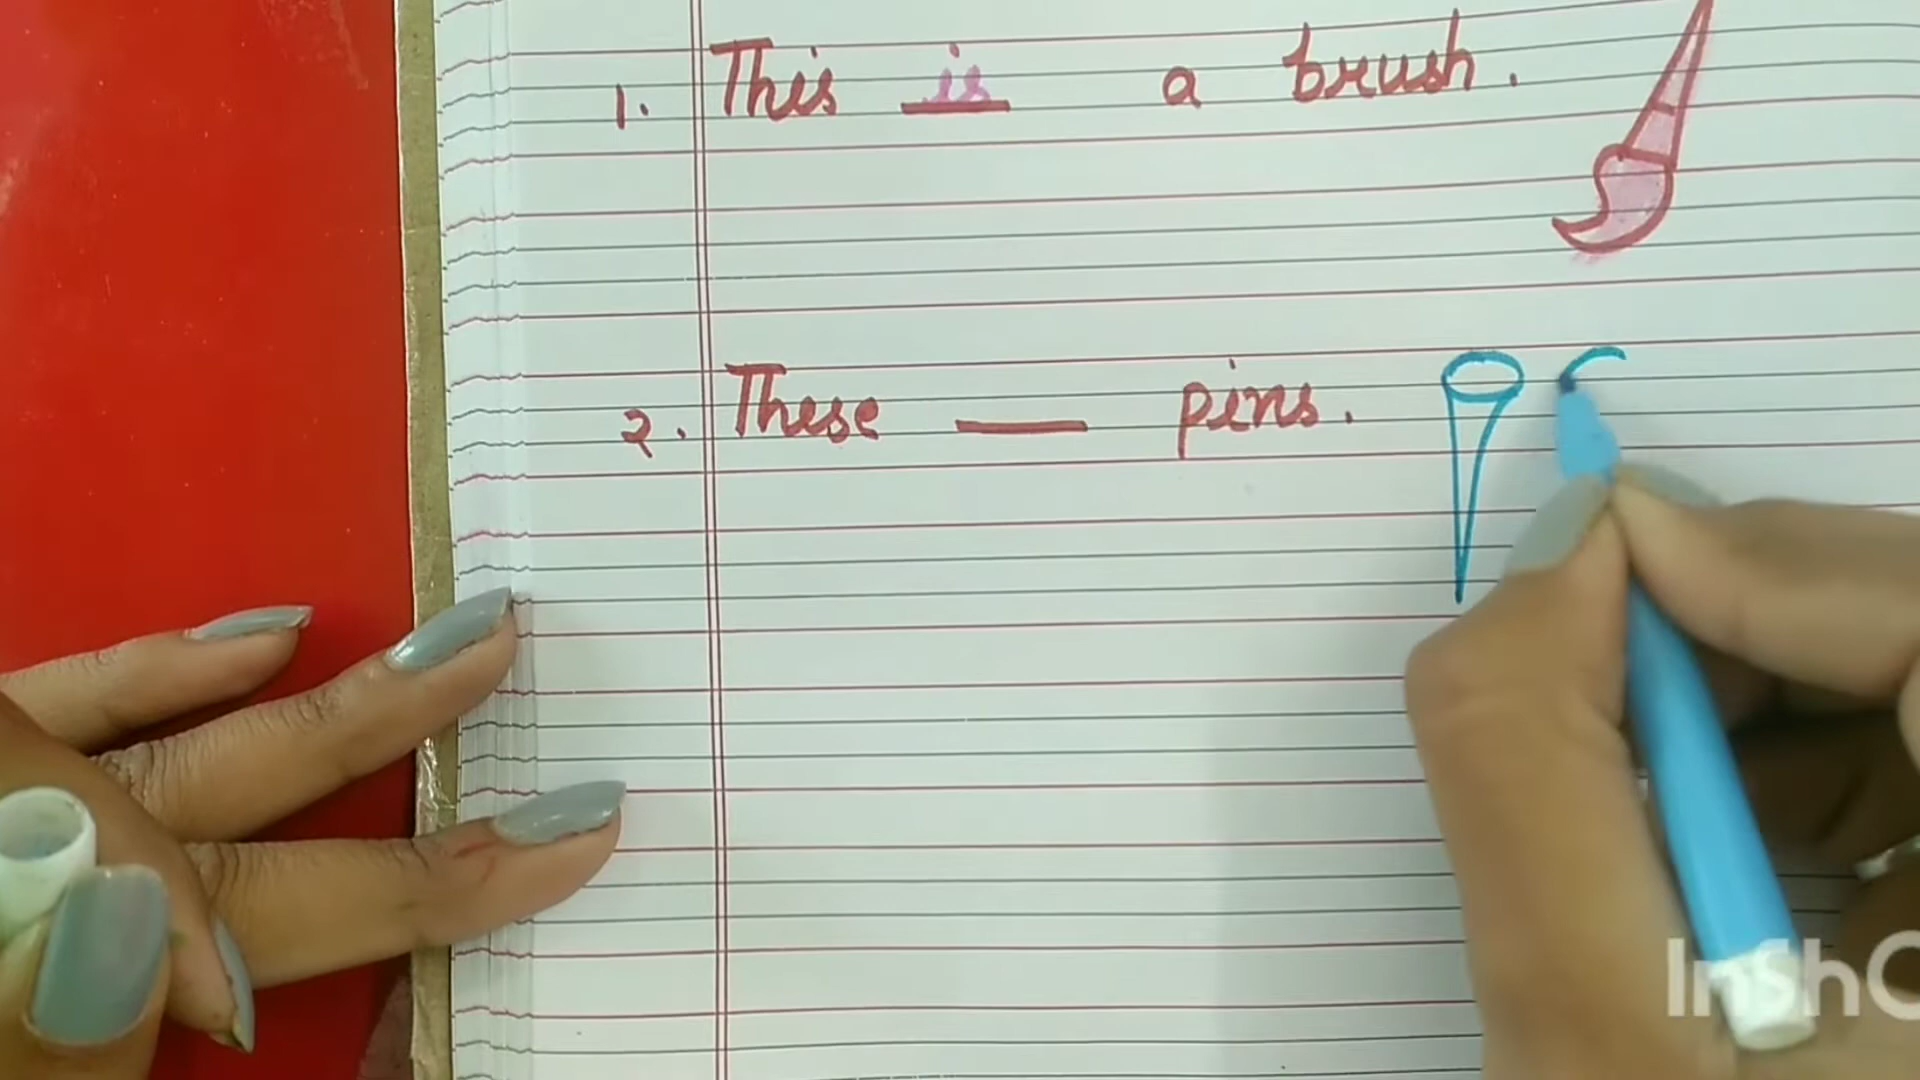 1. This is a brush.
2. These ___ pins.
InShO